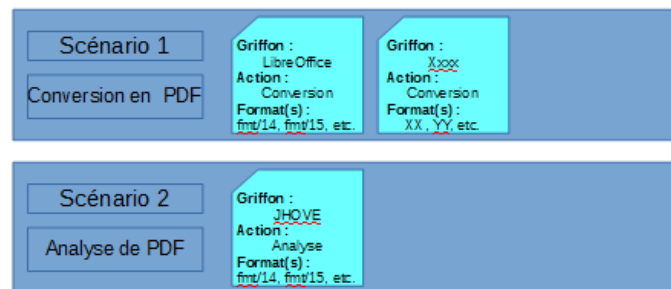 Scénario 1
Conversion en PDF
Griffon :
LibreOffice
Action :
Conversion
Format(s) :
fmt/14, fmt/15, etc.
Griffon :
Xxxx
Action :
Conversion
Format(s) :
XX , YY, etc.
Scénario 2
Analyse de PDF
Griffon :
JHOVE
Action :
Analyse
Format(s) :
fmt/14, fmt/15, etc.